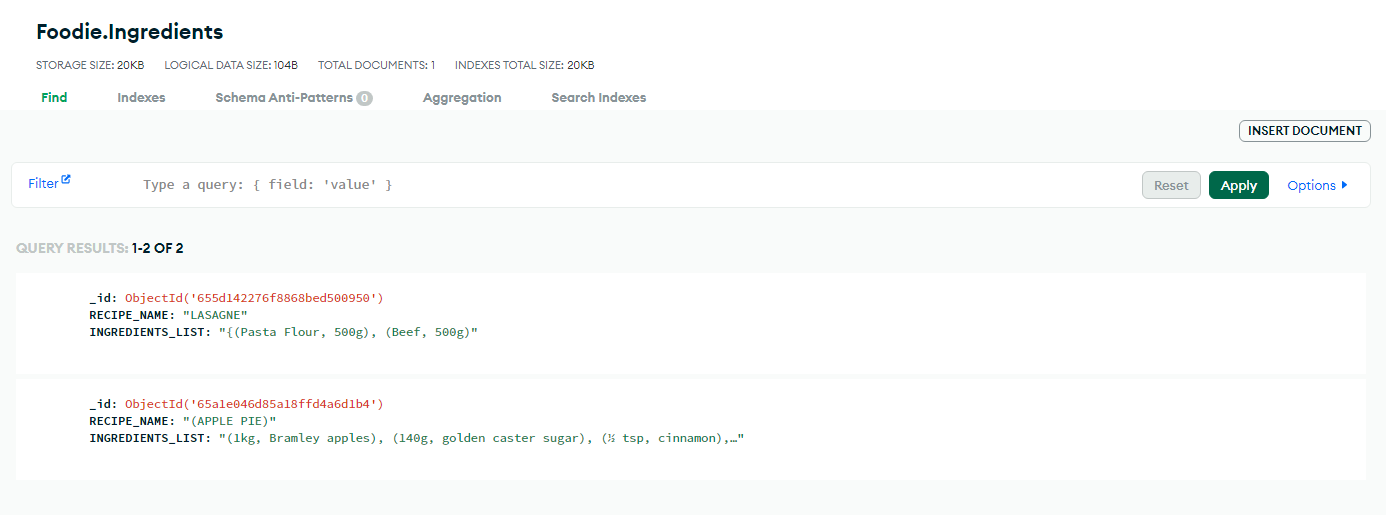 Foodie.Ingredients
STORAGE SIZE: 20KB LOGICAL DATA SIZE: 104B TOTAL DOCUMENTS: 1 INDEXES TOTAL SIZE: 20KB
Find Indexes Schema Anti-Patterns 0 Aggregation Search Indexes
INSERT DOCUMENT
Filter Type a query: { field: 'value' } Reset Apply Options
QUERY RESULTS: 1-2 OF 2
_id: ObjectId('655d142276f8868bed500950')
RECIPE_NAME: "LASAGNE"
INGREDIENTS_LIST: "{(Pasta Flour, 500g), (Beef, 500g)"
_id: ObjectId('65a1e046d85a18ffd4a6d1b4')
RECIPE_NAME: "(APPLE PIE)"
INGREDIENTS_LIST: "(1kg, Bramley apples), (140g, golden caster sugar), (½ tsp, cinnamon),…"